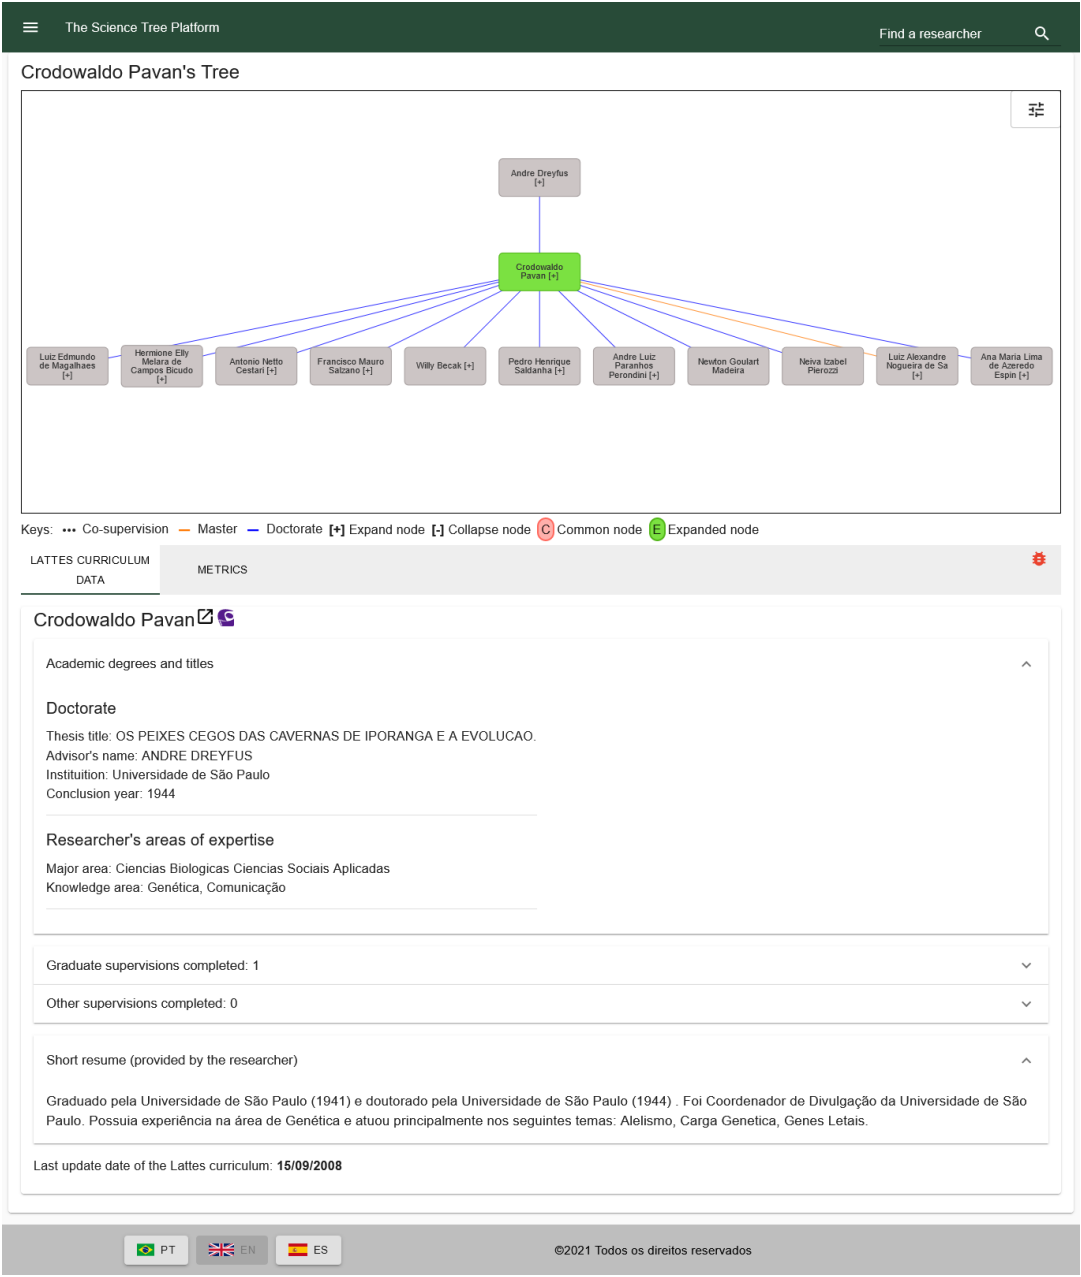 The Science Tree Platform
Find a researcher
Crodowaldo Pavan's Tree
Andre Dreyfus
[+]
Crodowaldo
Pavan [+]
Luiz Edmundo
de Magalhaes
[+]
Hermione Elly
Melara de
Campos Bicudo
[+]
Antonio Netto
Cestari [+]
Francisco Mauro
Salzano [+]
Willy Becak [+]
Pedro Henrique
Saldanha [+]
Andre Luiz
Paranhos
Perondini [+]
Newton Goulart
Madeira
Neiva Izabel
Pierozzi
Luiz Alexandre
Nogueira de Sa
[+]
Ana Maria Lima
de Azeredo
Espin [+]
Keys: ••• Co-supervision — Master — Doctorate [+] Expand node [-] Collapse node C Common node E Expanded node
LATTES CURRICULUM
DATA
METRICS
Crodowaldo Pavan
Academic degrees and titles
Doctorate
Thesis title: OS PEIXES CEGOS DAS CAVERNAS DE IPORANGA E A EVOLUCAO.
Advisor's name: ANDRE DREYFUS
Instituition: Universidade de São Paulo
Conclusion year: 1944
Researcher's areas of expertise
Major area: Ciencias Biologicas Ciencias Sociais Aplicadas
Knowledge area: Genética, Comunicação
Graduate supervisions completed: 1
Other supervisions completed: 0
Short resume (provided by the researcher)
Graduado pela Universidade de São Paulo (1941) e doutorado pela Universidade de São Paulo (1944) . Foi Coordenador de Divulgação da Universidade de São
Paulo. Possuia experiência na área de Genética e atuou principalmente nos seguintes temas: Alelismo, Carga Genetica, Genes Letais.
Last update date of the Lattes curriculum: 15/09/2008
PT
EN
ES
©2021 Todos os direitos reservados